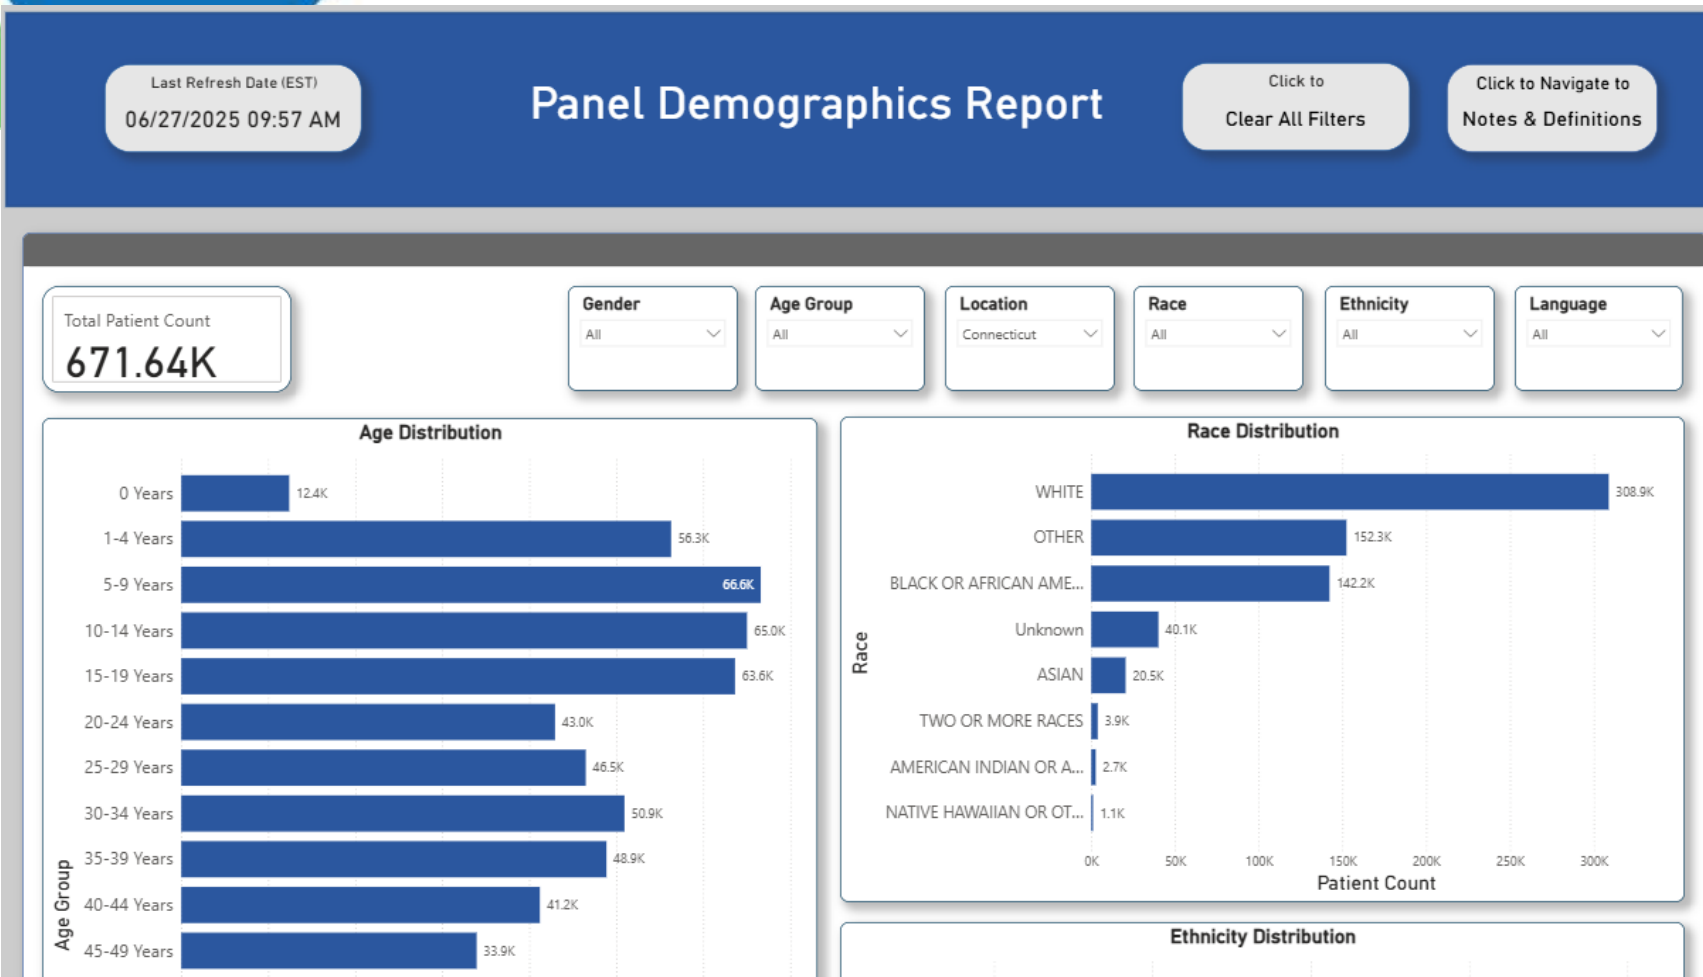 Last Refresh Date (EST)
06/27/2025 09:57 AM
Panel Demographics Report
Click to
Clear All Filters
Click to Navigate to
Notes & Definitions
Total Patient Count
671.64K
Gender
All
Age Group
All
Location
Connecticut
Race
All
Ethnicity
All
Language
All
Age Distribution
Age Group
0 Years 12.4K
1-4 Years 56.3K
5-9 Years 66.6K
10-14 Years 65.0K
15-19 Years 63.6K
20-24 Years 43.0K
25-29 Years 46.5K
30-34 Years 50.9K
35-39 Years 48.9K
40-44 Years 41.2K
45-49 Years 33.9K
Race Distribution
Race
WHITE 308.9K
OTHER 152.3K
BLACK OR AFRICAN AME... 142.2K
Unknown 40.1K
ASIAN 20.5K
TWO OR MORE RACES 3.9K
AMERICAN INDIAN OR A... 2.7K
NATIVE HAWAIIAN OR OT... 1.1K
0K 50K 100K 150K 200K 250K 300K
Patient Count
Ethnicity Distribution